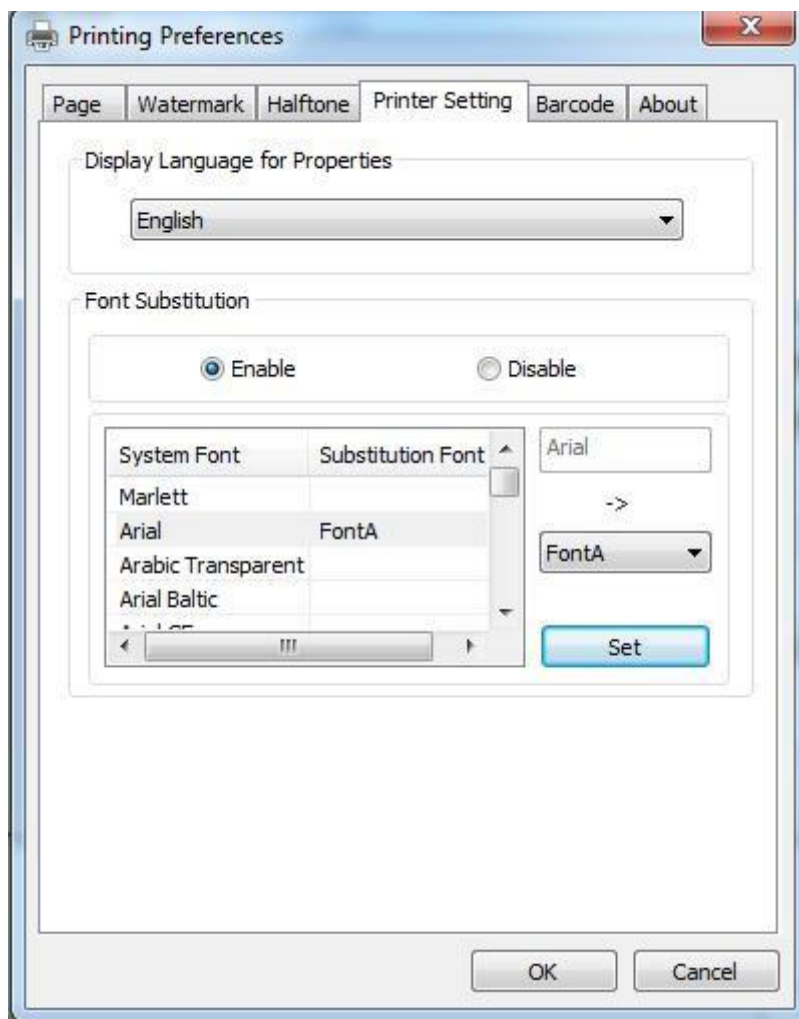 Printing Preferences
Page Watermark Halftone Printer Setting Barcode About
Display Language for Properties
English
Font Substitution
Enable Disable
System Font Substitution Font
Marlett
Arial FontA
Arabic Transparent
Arial Baltic
Arial
->
FontA
Set
OK Cancel